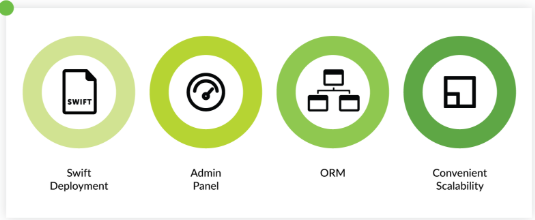 SWIFT
Swift
Deployment
Admin
Panel
ORM
Convenient
Scalability